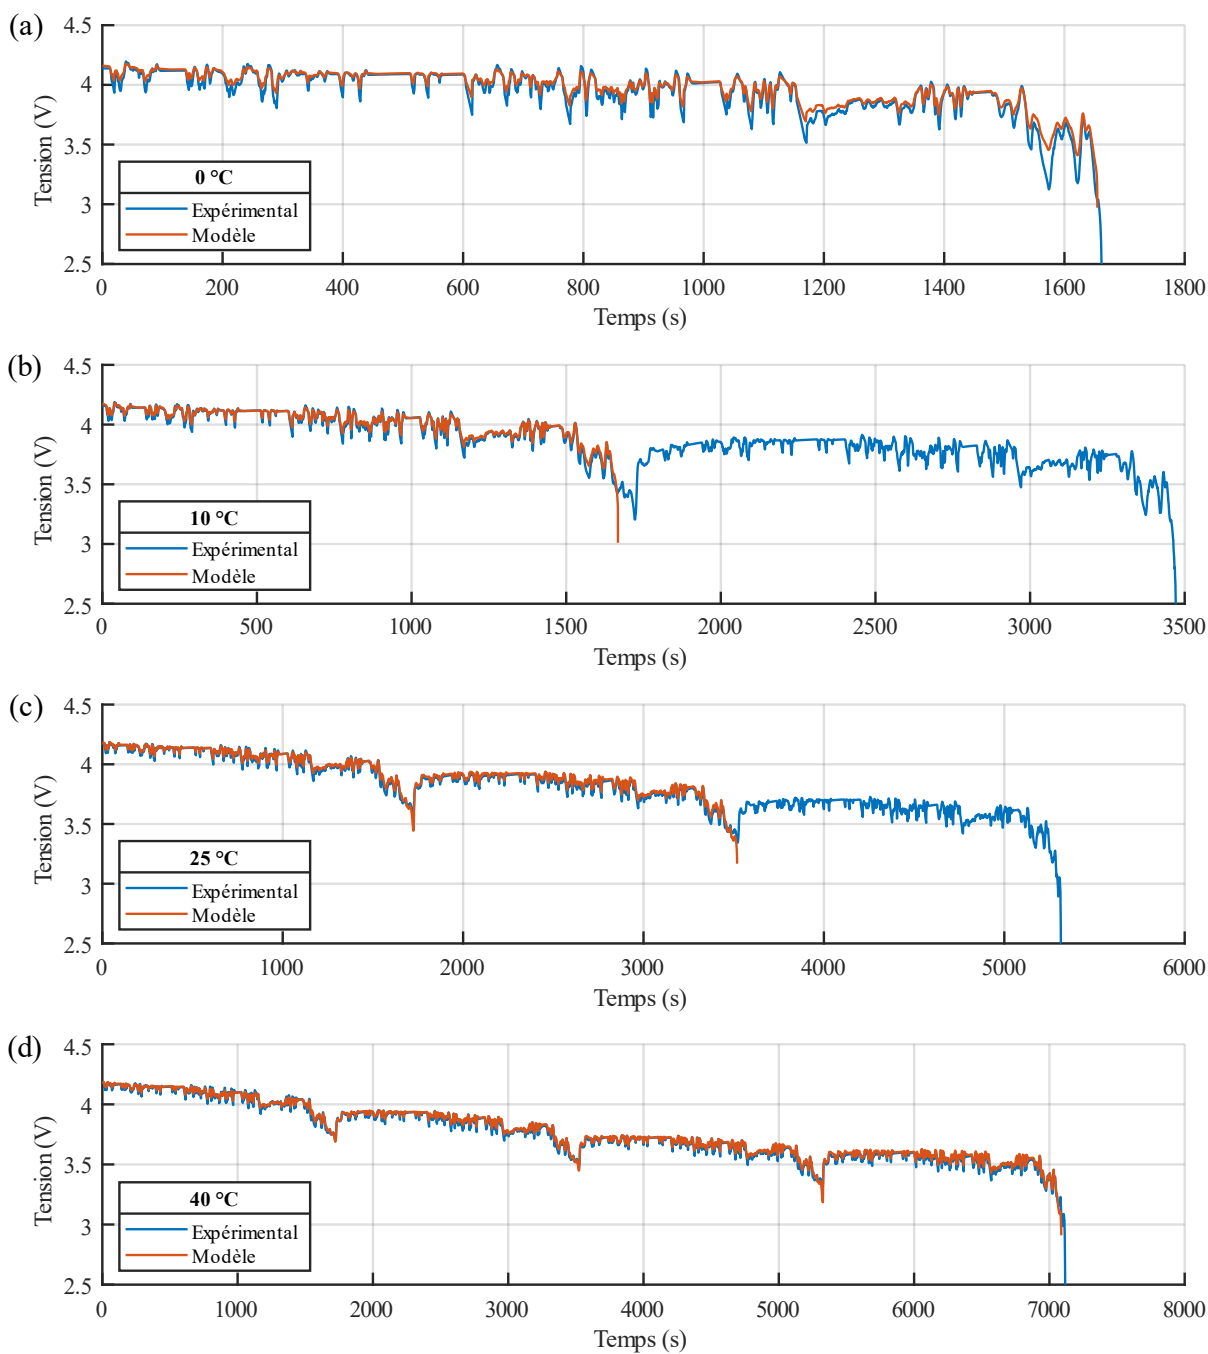 (a)
4.5
4
3.5
3
2.5
Tension (V)
0 °C
Expérimental
Modèle
0 200 400 600 800 1000 1200 1400 1600 1800
Temps (s)
(b)
4.5
4
3.5
3
2.5
Tension (V)
10 °C
Expérimental
Modèle
0 500 1000 1500 2000 2500 3000 3500
Temps (s)
(c)
4.5
4
3.5
3
2.5
Tension (V)
25 °C
Expérimental
Modèle
0 1000 2000 3000 4000 5000 6000
Temps (s)
(d)
4.5
4
3.5
3
2.5
Tension (V)
40 °C
Expérimental
Modèle
0 1000 2000 3000 4000 5000 6000 7000 8000
Temps (s)